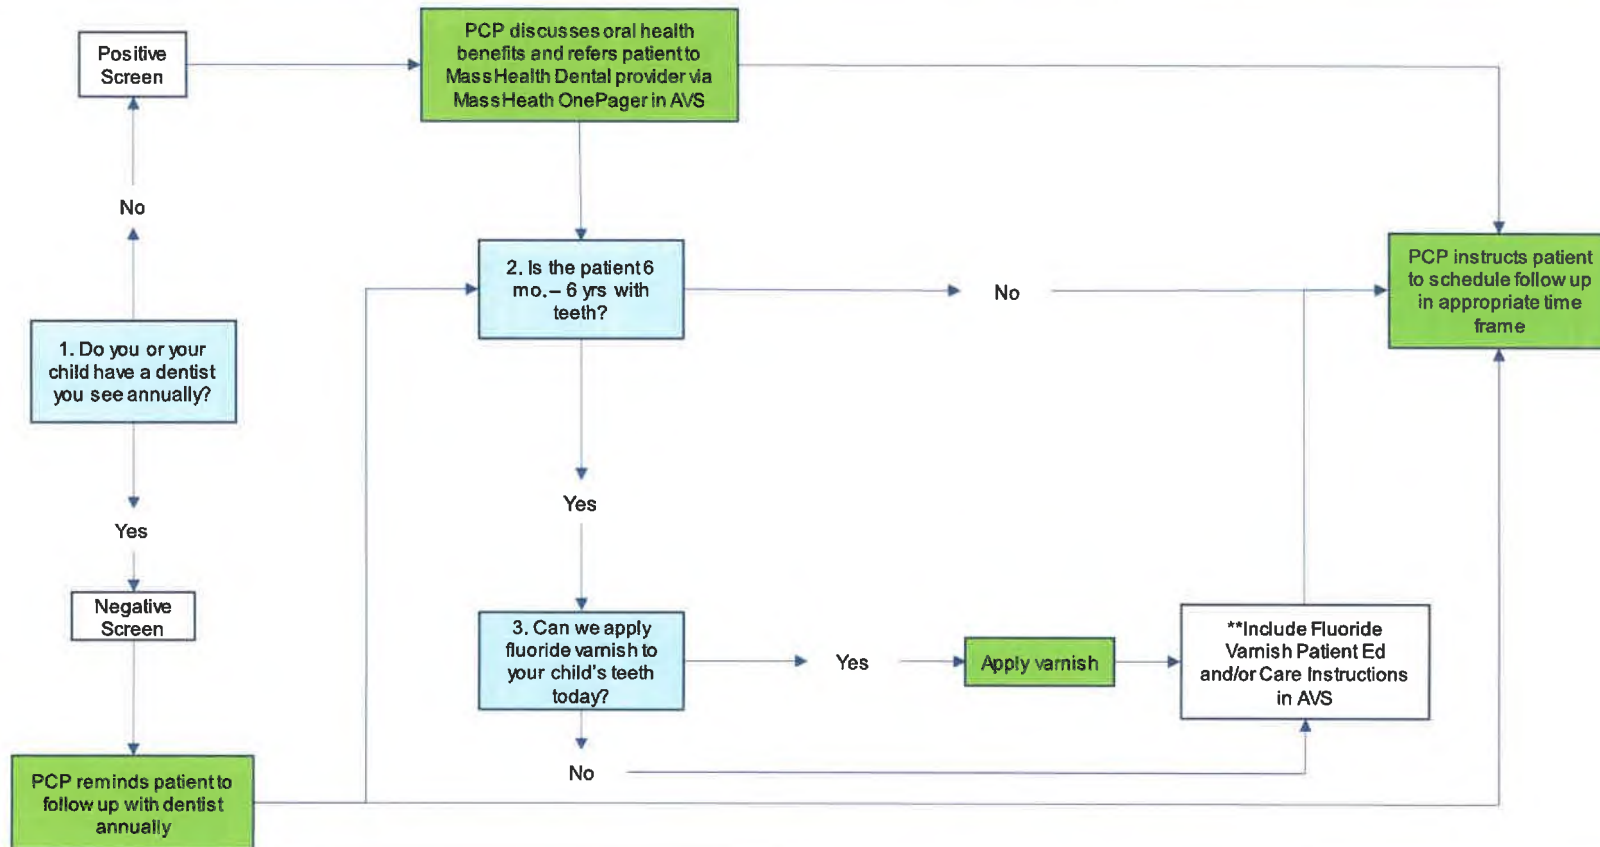 Positive
Screen
PCP discusses oral health
benefits and refers patient to
MassHealth Dental provider via
MassHeath OnePager in AVS
No
1. Do you or your
child have a dentist
you see annually?
2. Is the patient 6
mo. – 6 yrs with
teeth?
No
PCP instructs patient
to schedule follow up
in appropriate time
frame
Yes
Yes
Negative
Screen
3. Can we apply
fluoride varnish to
your child's teeth
today?
Yes
Apply varnish
**Include Fluoride
Varnish Patient Ed
and/or Care Instructions
in AVS
No
PCP reminds patient to
follow up with dentist
annually